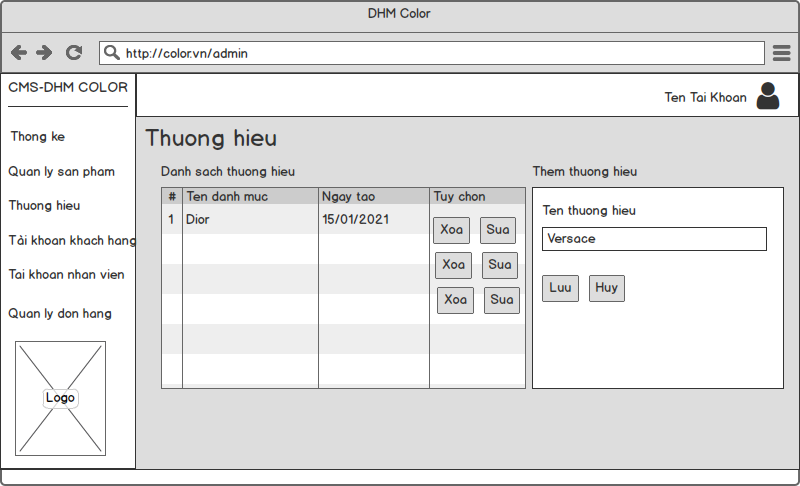 DHM Color
http://color.vn/admin
CMS-DHM COLOR
Ten Tai Khoan
Thong ke
Quan ly san pham
Thuong hieu
Tải khoan khach hang
Tai khoan nhan vien
Quan ly don hang
Logo
Thuong hieu
Danh sach thuong hieu
# Ten danh muc Ngay tao Tuy chon
1 Dior 15/01/2021 Xoa Sua
Xoa Sua
Xoa Sua
Them thuong hieu
Ten thuong hieu
Versace
Luu Huy